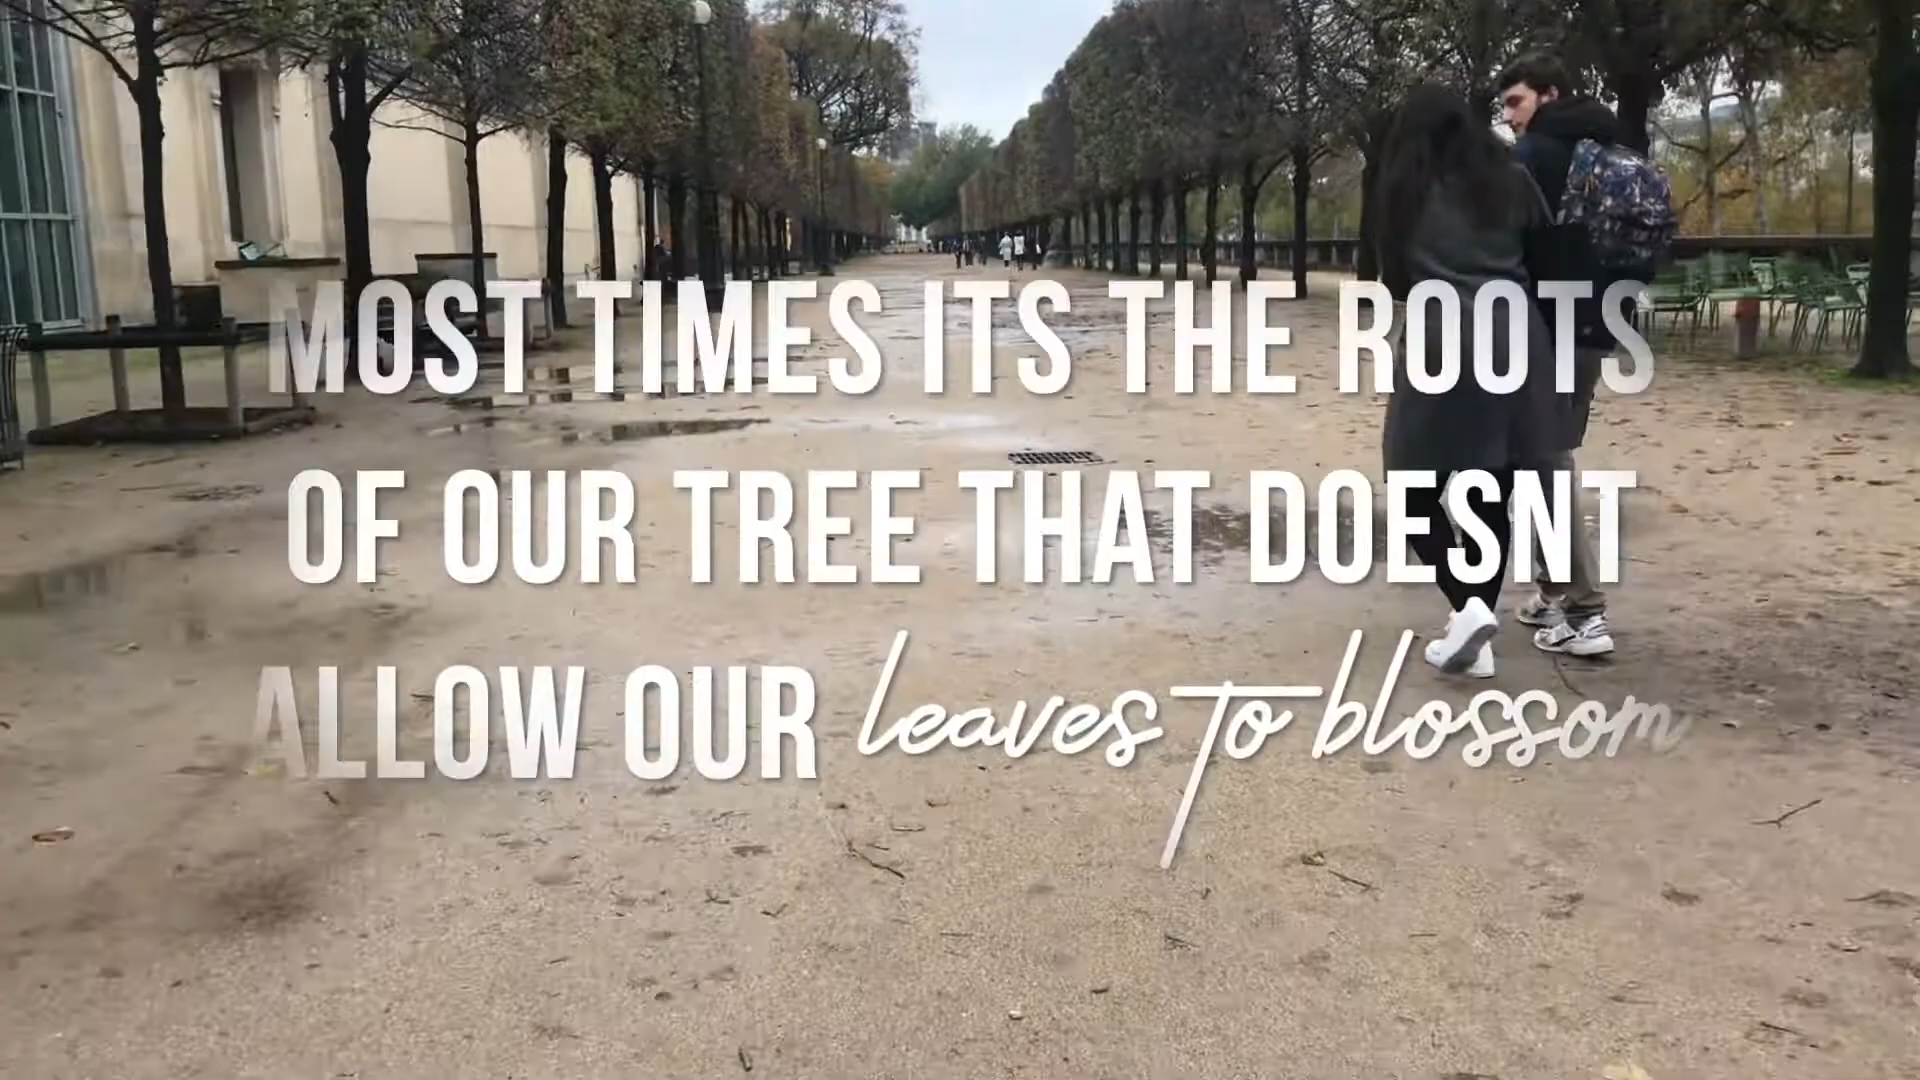 MOST TIMES ITS THE ROOTS
OF OUR TREE THAT DOESNT
ALLOW OUR leaves to blossom